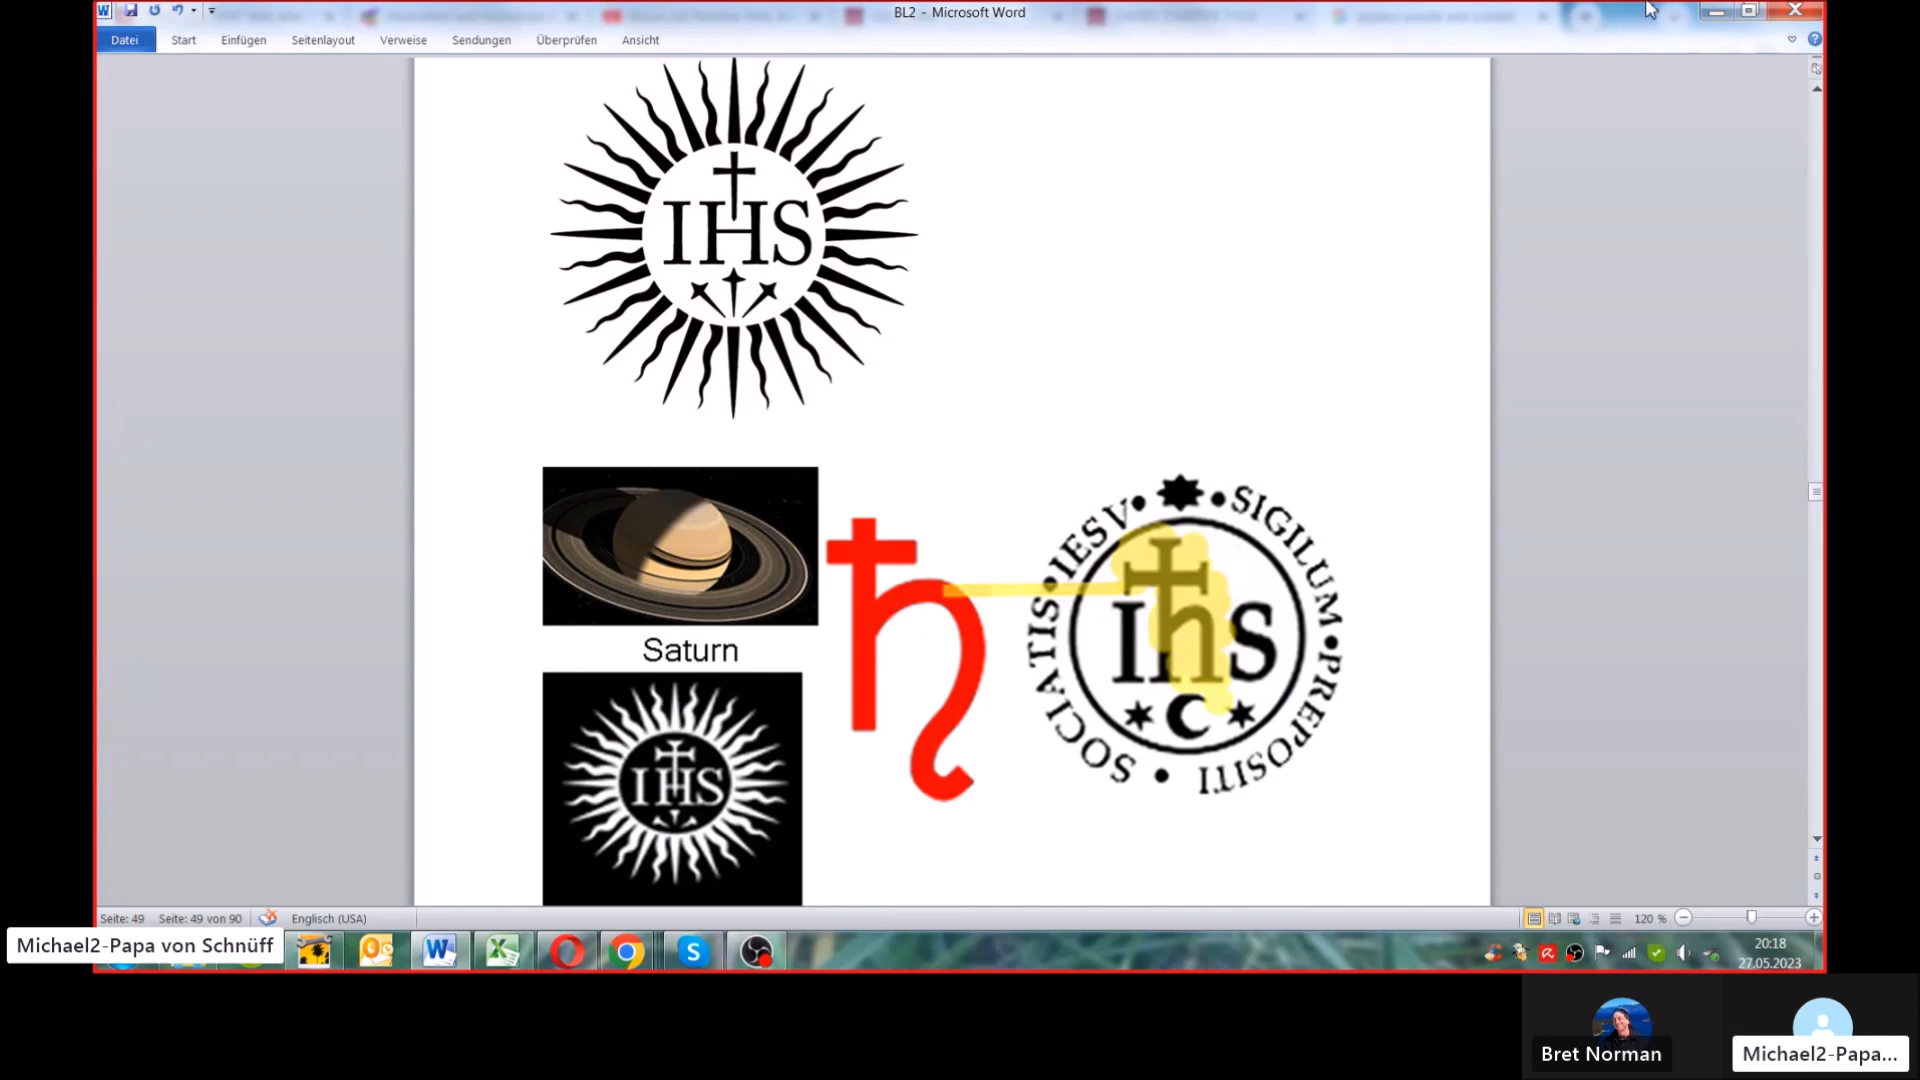 BL2 - Microsoft Word
Datei Start Einfügen Seitenlayout Verweise Sendungen Überprüfen Ansicht
IHS
Saturn
IHS
SOCIATIS • IESV • • SIGILUM • PREPOSITI •
IhS
Seite: 49 Seite: 49 von 90 Englisch (USA) 120 %
Michael2-Papa von Schnüff
20:18
27.05.2023
Bret Norman
Michael2-Papa...